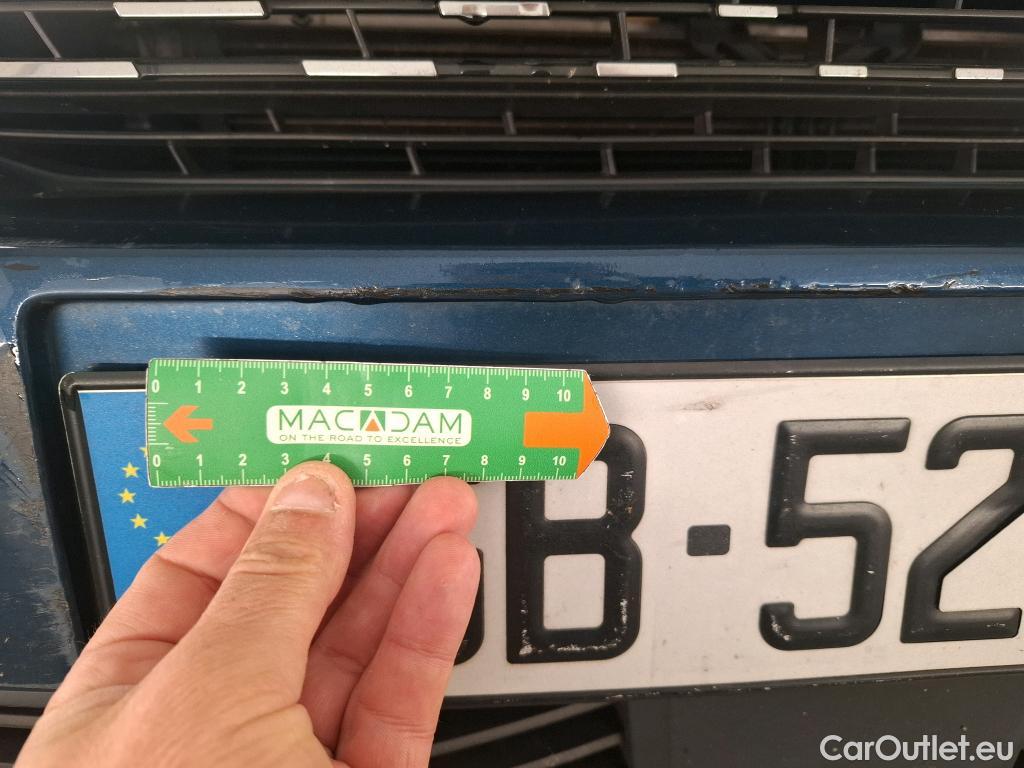 0 1 2 3 4 5 6 7 8 9 10
MACADAM
ON THE ROAD TO EXCELLENCE
0 1 2 3 4 5 6 7 8 9 10
B-52
CarOutlet.eu